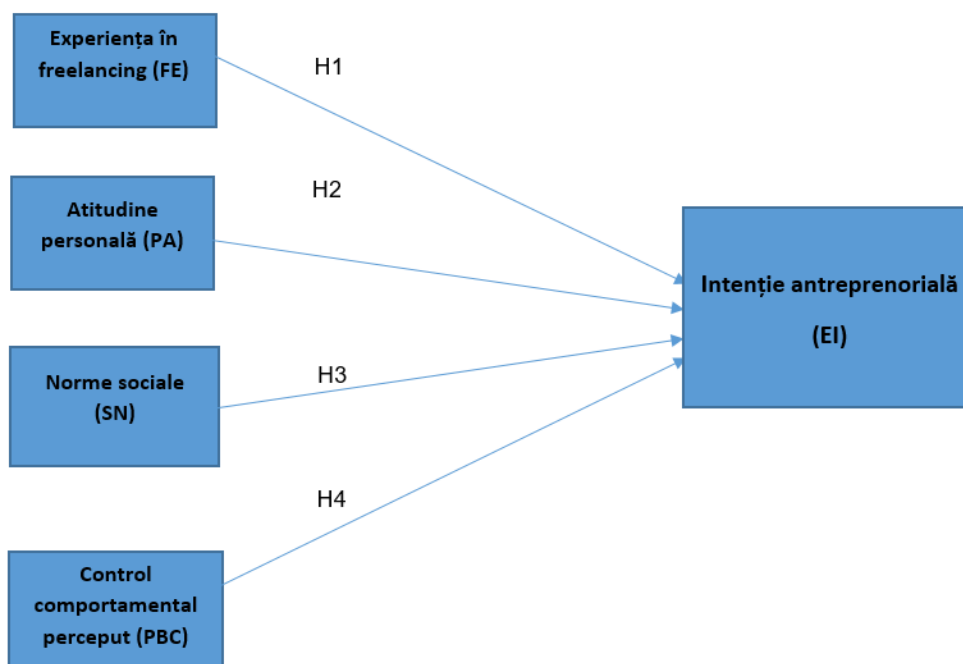 Experiența în
freelancing (FE)
H1
Atitudine
personală (PA)
H2
Intenție antreprenorială
(EI)
Norme sociale
(SN)
H3
Control
comportamental
perceput (PBC)
H4